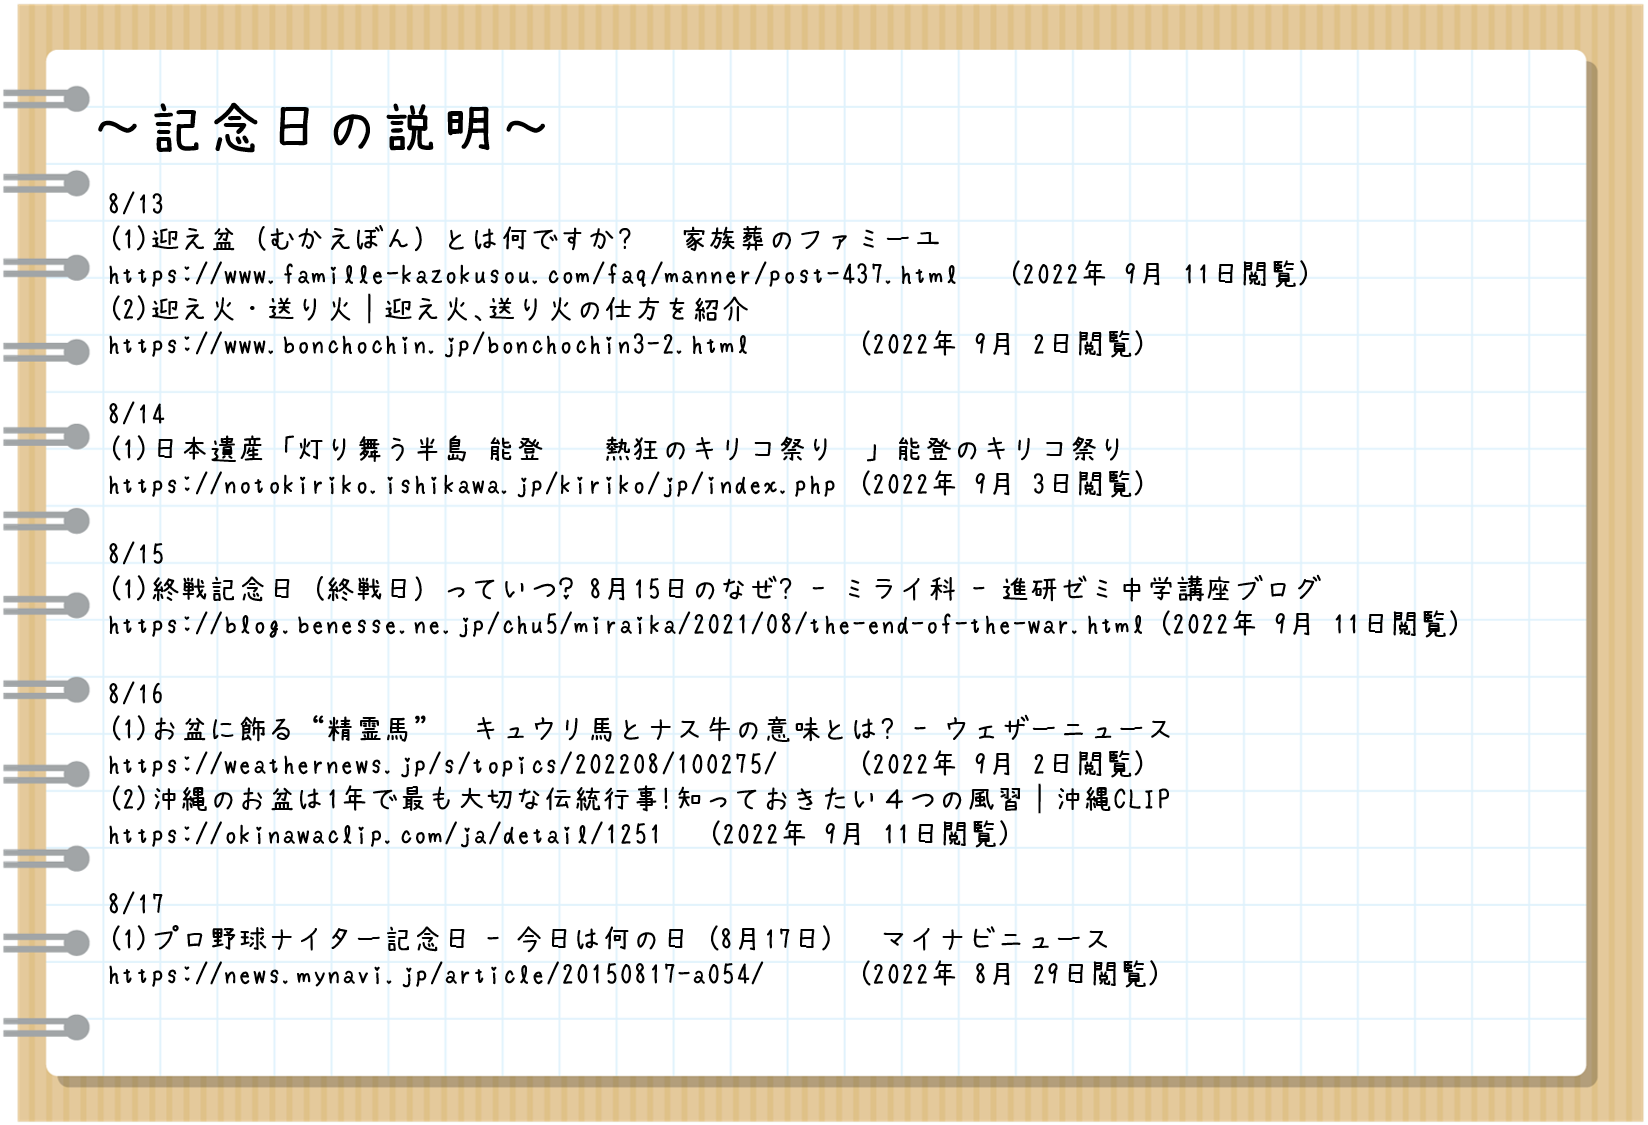 ～記念日の説明～
8/13
(1)迎え盆（むかえぼん）とは何ですか？　家族葬のファミーユ
https://www.famille-kazokusou.com/faq/manner/post-437.html　（2022年 9月 11日閲覧）
(2)迎え火・送り火｜迎え火、送り火の仕方を紹介
https://www.bonchochin.jp/bonchochin3-2.html　（2022年 9月 2日閲覧）
8/14
(1)日本遺産「灯り舞う半島 能登　熱狂のキリコ祭り　」能登のキリコ祭り
https://notokiriko.ishikawa.jp/kiriko/jp/index.php （2022年 9月 3日閲覧）
8/15
(1)終戦記念日（終戦日）っていつ？8月15日のなぜ？ - ミライ科 - 進研ゼミ中学講座ブログ
https://blog.benesse.ne.jp/chu5/miraika/2021/08/the-end-of-the-war.html （2022年 9月 11日閲覧）
8/16
(1)お盆に飾る“精霊馬”　キュウリ馬とナス牛の意味とは？ - ウェザーニュース
https://weathernews.jp/s/topics/202208/100275/　（2022年 9月 2日閲覧）
(2)沖縄のお盆は1年で最も大切な伝統行事！知っておきたい４つの風習｜沖縄CLIP
https://okinawaclip.com/ja/detail/1251　（2022年 9月 11日閲覧）
8/17
(1)プロ野球ナイター記念日 - 今日は何の日（8月17日）　マイナビニュース
https://news.mynavi.jp/article/20150817-a054/　（2022年 8月 29日閲覧）